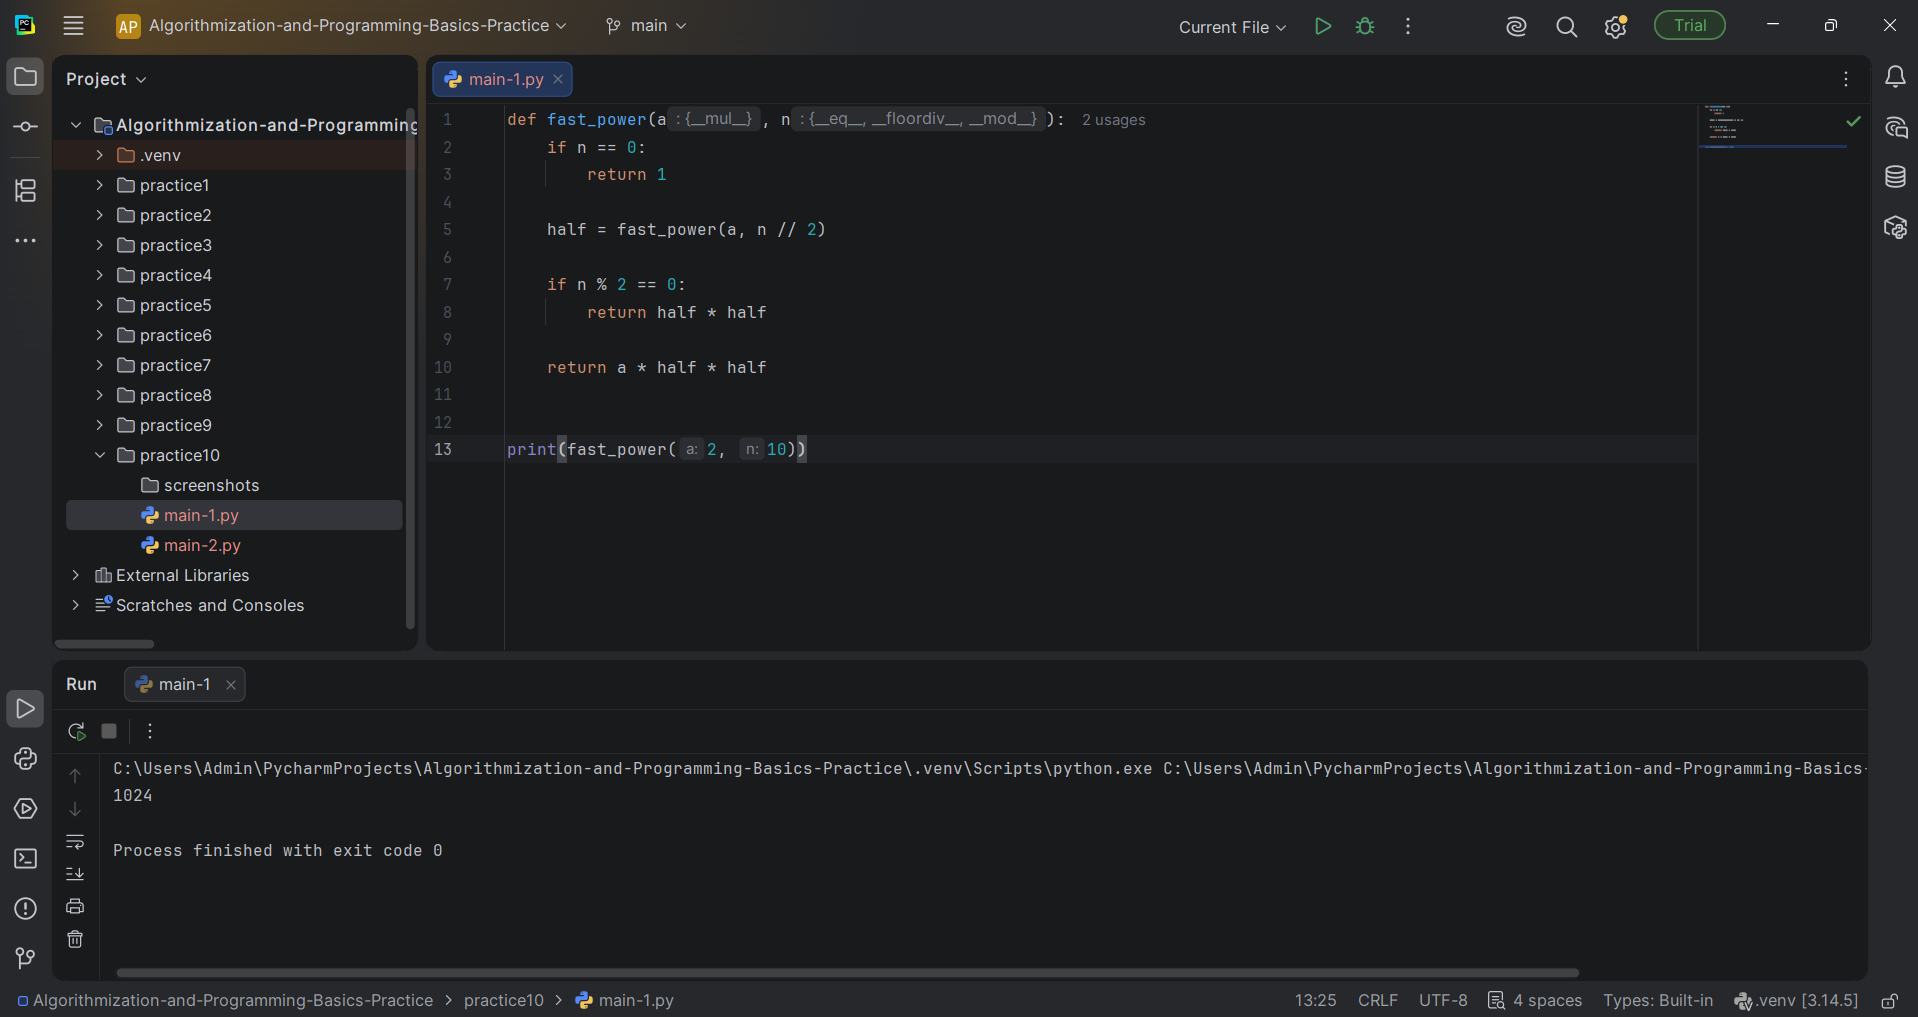 AP Algorithmization-and-Programming-Basics-Practice main Current File Trial
Project
main-1.py
Algorithmization-and-Programming
.venv
practice1
practice2
practice3
practice4
practice5
practice6
practice7
practice8
practice9
practice10
screenshots
main-1.py
main-2.py
External Libraries
Scratches and Consoles
1 def fast_power(a : {__mul__} , n : {__eq__, __floordiv__, __mod__} ): 2 usages
2 if n == 0:
3 return 1
4
5 half = fast_power(a, n // 2)
6
7 if n % 2 == 0:
8 return half * half
9
10 return a * half * half
11
12
13 print(fast_power( a: 2, n: 10))
Run main-1
C:\Users\Admin\PycharmProjects\Algorithmization-and-Programming-Basics-Practice\.venv\Scripts\python.exe C:\Users\Admin\PycharmProjects\Algorithmization-and-Programming-Basics-
1024
Process finished with exit code 0
Algorithmization-and-Programming-Basics-Practice > practice10 > main-1.py 13:25 CRLF UTF-8 4 spaces Types: Built-in .venv [3.14.5]